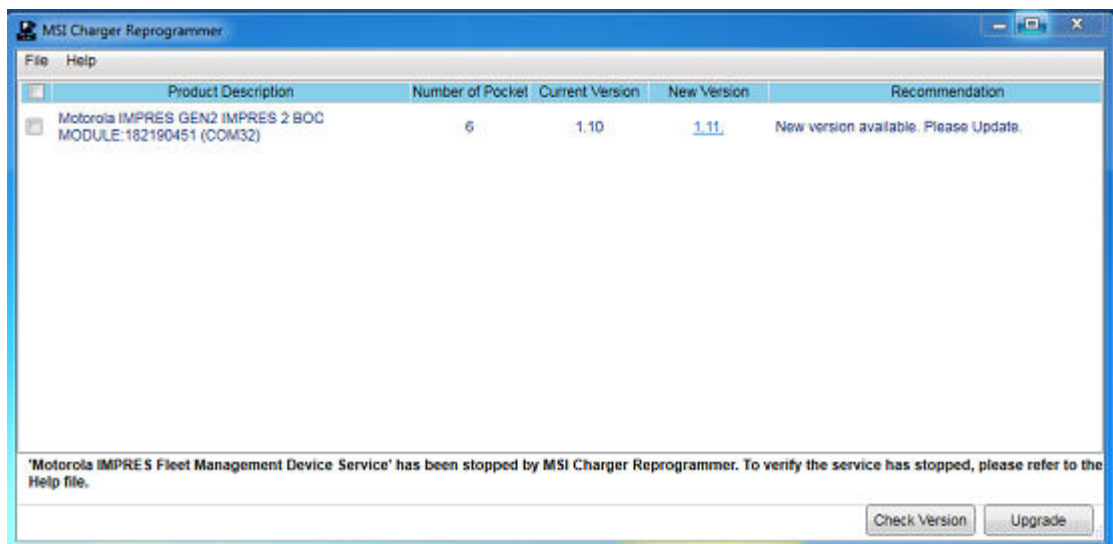 MSI Charger Reprogrammer
File Help
Product Description Number of Pocket Current Version New Version Recommendation
Motorola IMPRES GEN2 IMPRES 2 BOC
MODULE:182190451 (COM32) 6 1.10 1.11. New version available. Please Update.
'Motorola IMPRES Fleet Management Device Service' has been stopped by MSI Charger Reprogrammer. To verify the service has stopped, please refer to the
Help file.
Check Version Upgrade